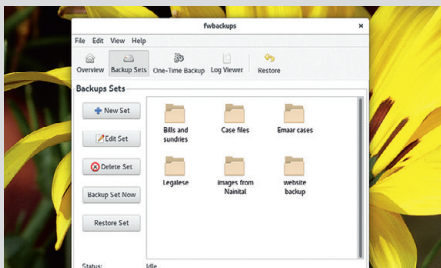 fwbackups
File Edit View Help
Overview Backup Sets One-Time Backup Log Viewer Restore
Backups Sets
New Set
Edit Set
Delete Set
Backup Set Now
Restore Set
Bills and
sundries
Case files
Emaar cases
Legalese
images from
Nainital
website
backup
Status: Idle